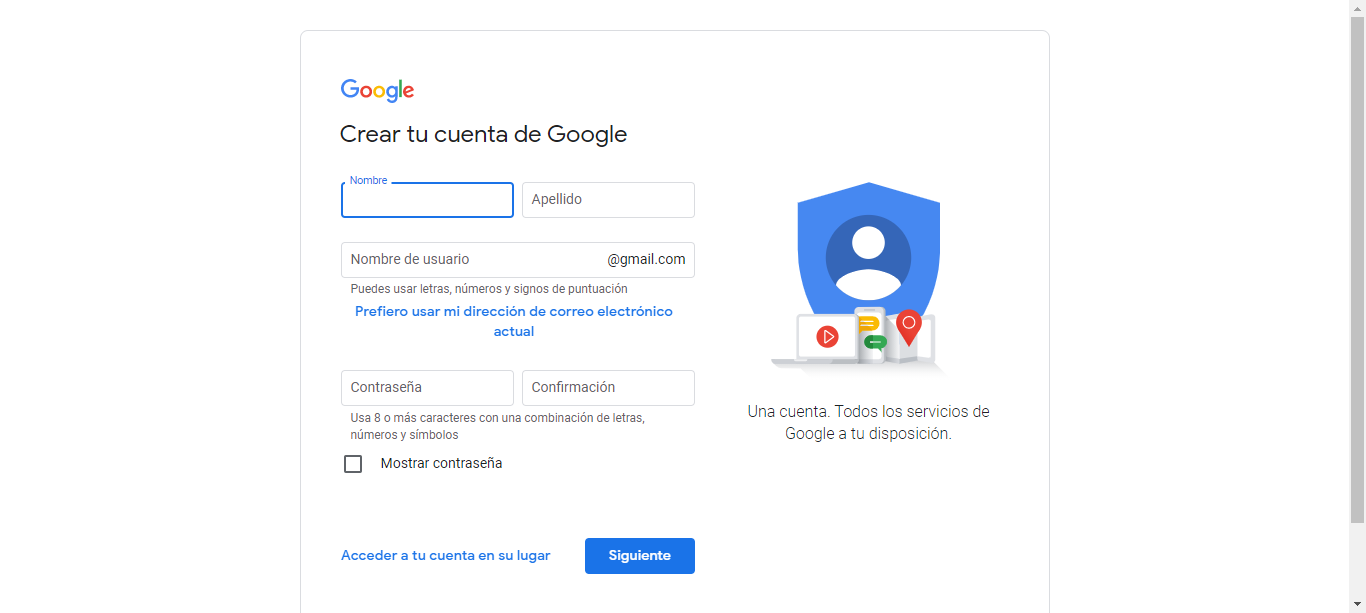 Google
Crear tu cuenta de Google
Nombre
Apellido
Nombre de usuario @gmail.com
Puedes usar letras, números y signos de puntuación
Prefiero usar mi dirección de correo electrónico
actual
Contraseña
Confirmación
Usa 8 o más caracteres con una combinación de letras,
números y símbolos
Mostrar contraseña
Acceder a tu cuenta en su lugar
Siguiente
Una cuenta. Todos los servicios de
Google a tu disposición.